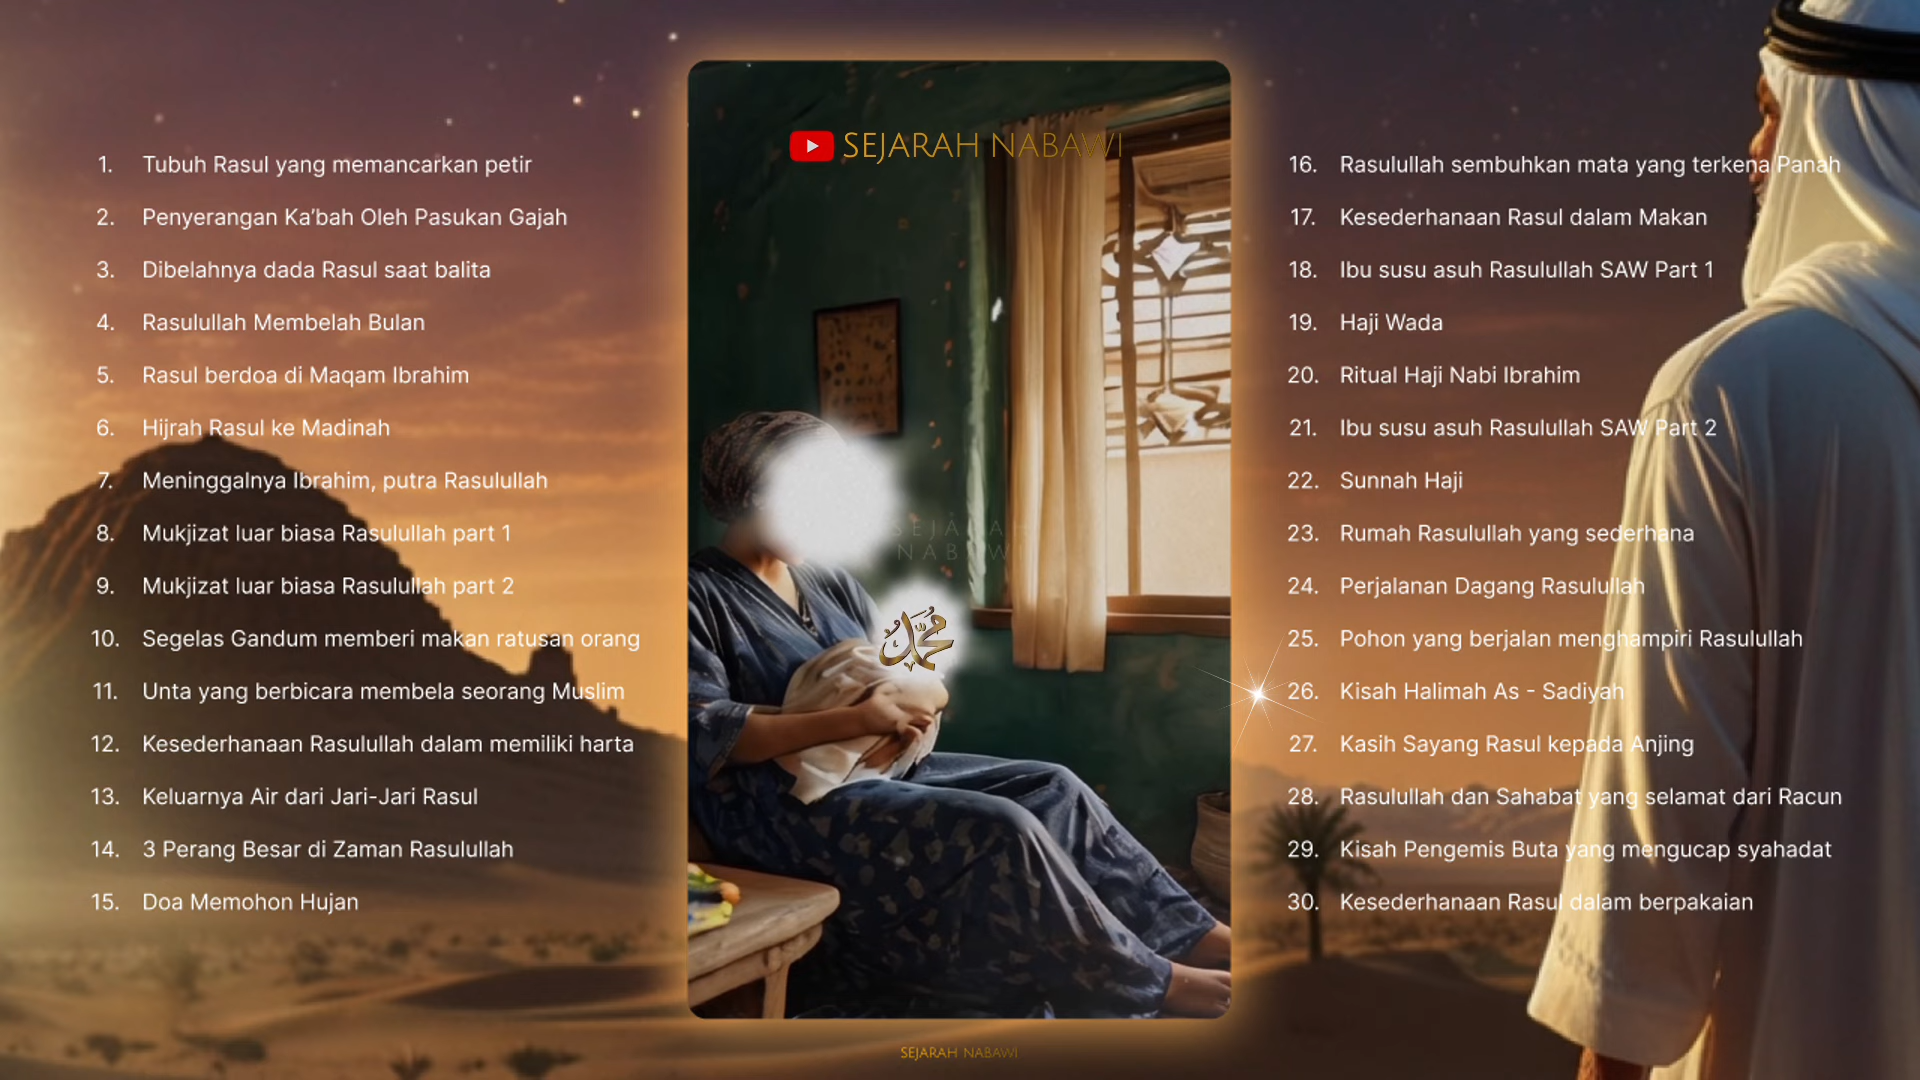 1. Tubuh Rasul yang memancarkan petir
2. Penyerangan Ka’bah Oleh Pasukan Gajah
3. Dibelahnya dada Rasul saat balita
4. Rasulullah Membelah Bulan
5. Rasul berdoa di Maqam Ibrahim
6. Hijrah Rasul ke Madinah
7. Meninggalnya Ibrahim, putra Rasulullah
8. Mukjizat luar biasa Rasulullah part 1
9. Mukjizat luar biasa Rasulullah part 2
10. Segelas Gandum memberi makan ratusan orang
11. Unta yang berbicara membela seorang Muslim
12. Kesederhanaan Rasulullah dalam memiliki harta
13. Keluarnya Air dari Jari-Jari Rasul
14. 3 Perang Besar di Zaman Rasulullah
15. Doa Memohon Hujan
SEJARAH NABAWI
SEJARAH
NABAWI
محمد
SEJARAH NABAWI
16. Rasulullah sembuhkan mata yang terkena Panah
17. Kesederhanaan Rasul dalam Makan
18. Ibu susu asuh Rasulullah SAW Part 1
19. Haji Wada
20. Ritual Haji Nabi Ibrahim
21. Ibu susu asuh Rasulullah SAW Part 2
22. Sunnah Haji
23. Rumah Rasulullah yang sederhana
24. Perjalanan Dagang Rasulullah
25. Pohon yang berjalan menghampiri Rasulullah
26. Kisah Halimah As - Sadiyah
27. Kasih Sayang Rasul kepada Anjing
28. Rasulullah dan Sahabat yang selamat dari Racun
29. Kisah Pengemis Buta yang mengucap syahadat
30. Kesederhanaan Rasul dalam berpakaian